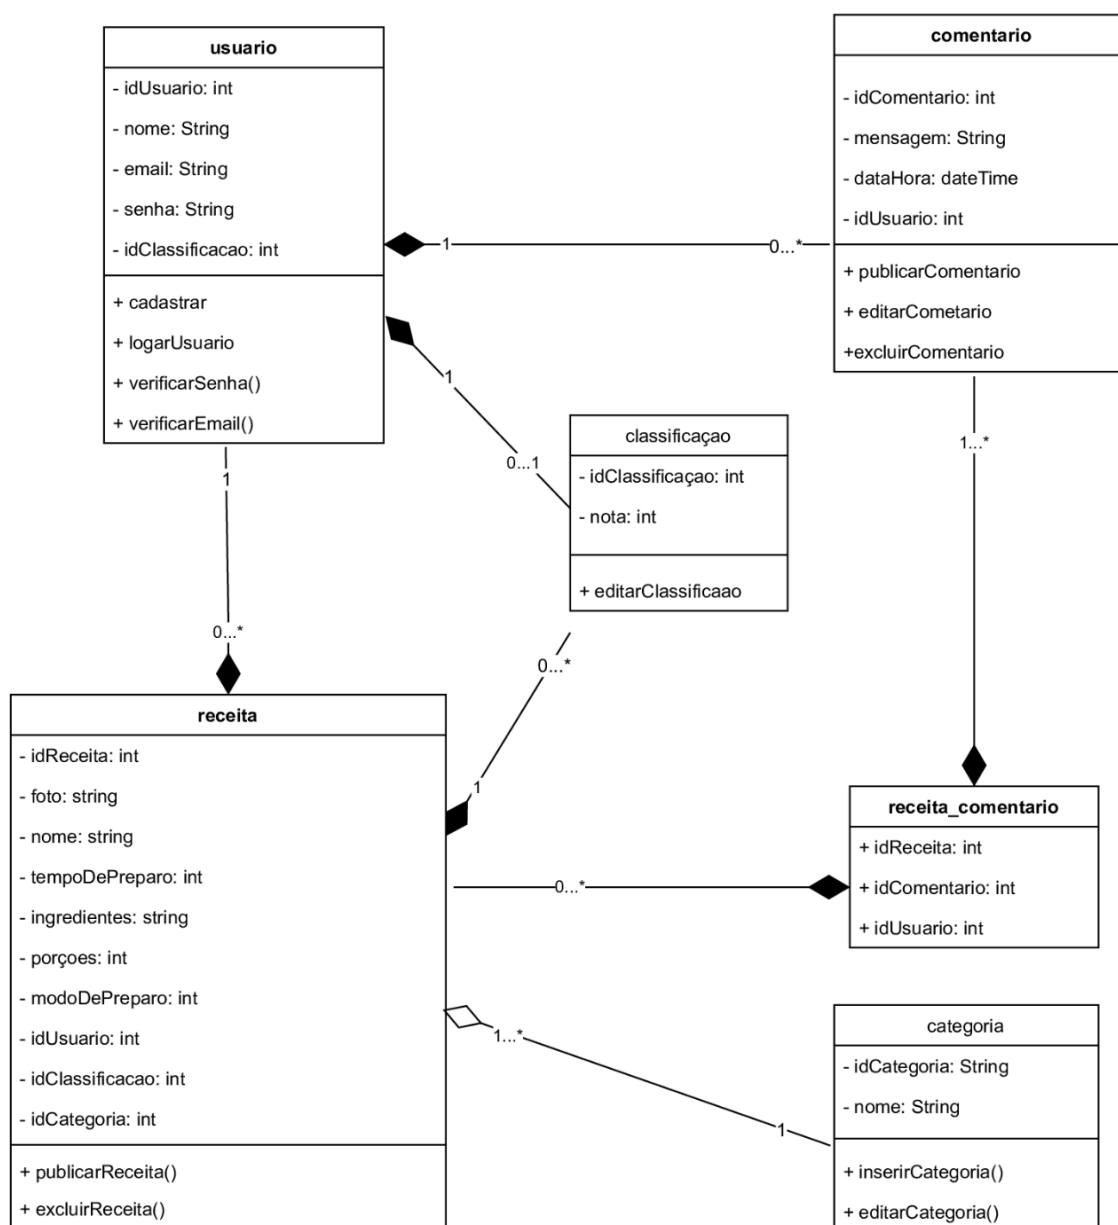 usuario
- idUsuario: int
- nome: String
- email: String
- senha: String
- idClassificacao: int
+ cadastrar
+ logarUsuario
+ verificarSenha()
+ verificarEmail()
comentario
- idComentario: int
- mensagem: String
- dataHora: dateTime
- idUsuario: int
+ publicarComentario
+ editarCometario
+excluirComentario
1
0...*
1
0...1
classificaçao
- idClassificaçao: int
- nota: int
+ editarClassificaao
1
0...*
0...*
1
1...*
receita
- idReceita: int
- foto: string
- nome: string
- tempoDePreparo: int
- ingredientes: string
- porçoes: int
- modoDePreparo: int
- idUsuario: int
- idClassificacao: int
- idCategoria: int
+ publicarReceita()
+ excluirReceita()
receita_comentario
+ idReceita: int
+ idComentario: int
+ idUsuario: int
0...*
1...*
1
categoria
- idCategoria: String
- nome: String
+ inserirCategoria()
+ editarCategoria()